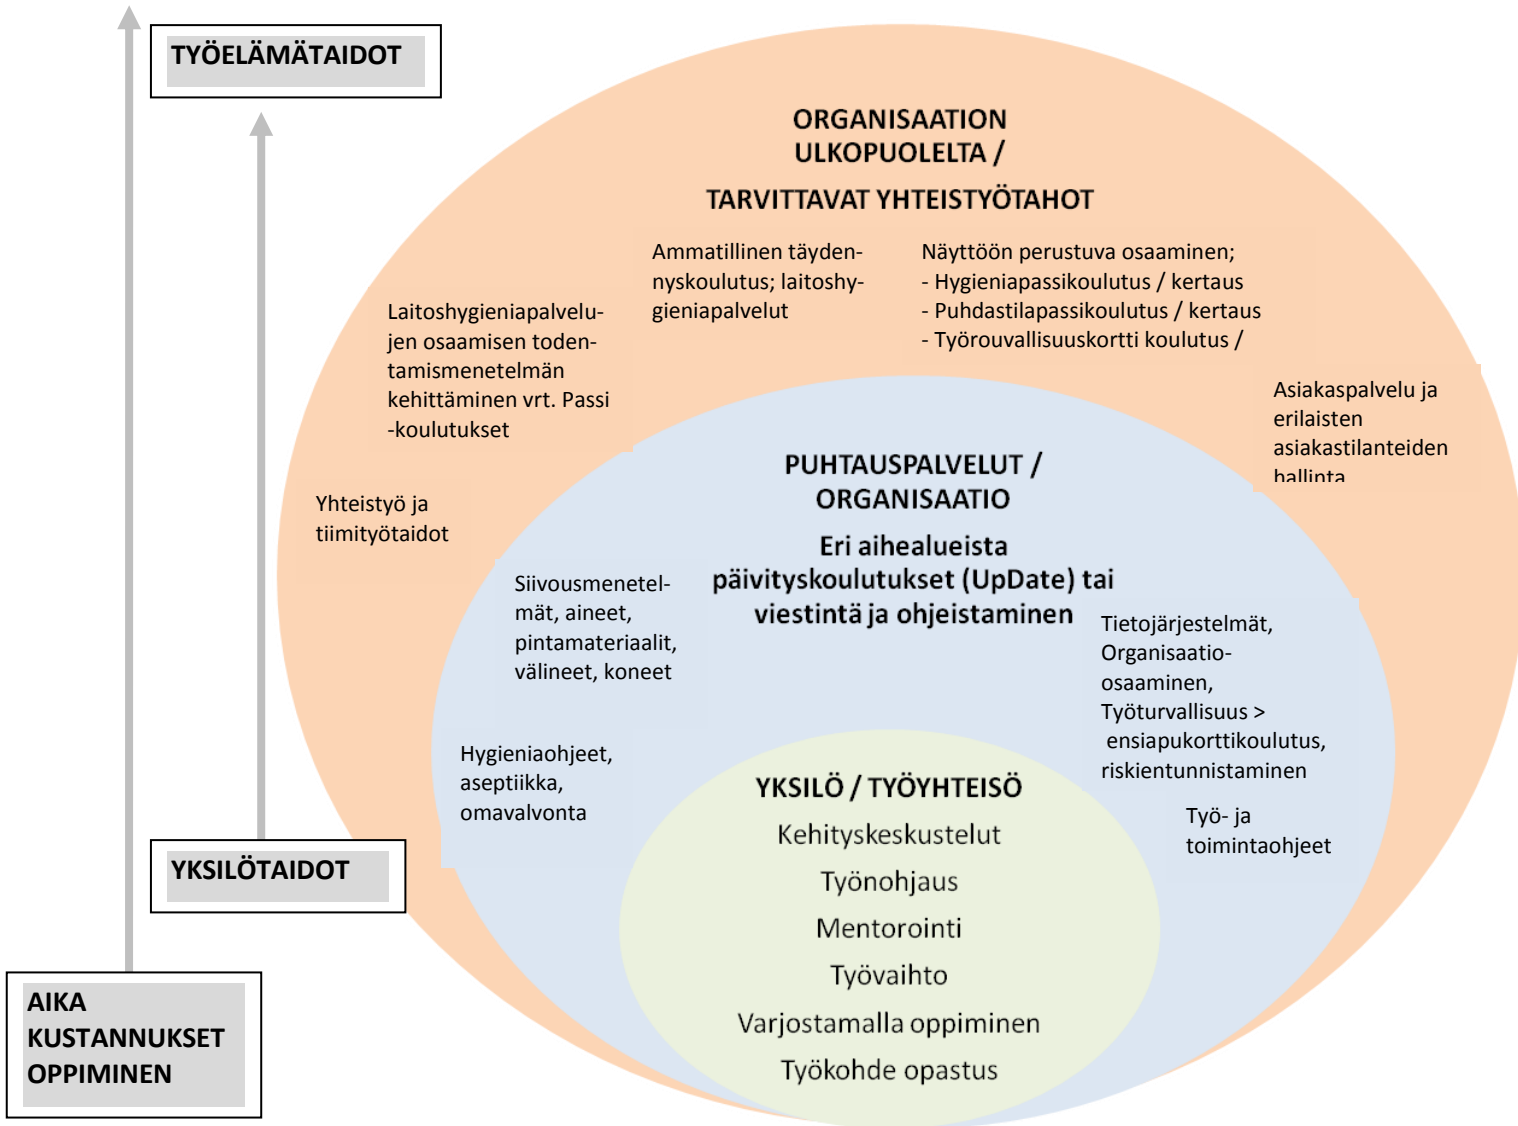 TYÖELÄMÄTAIDOT
ORGANISAATION
ULKOPUOLELTA /
TARVITTAVAT YHTEISTYÖTAHOT
Ammatillinen täyden-
nyskoulutus; laitoshy-
gieniapalvelut
Näyttöön perustuva osaaminen;
- Hygieniapassikoulutus / kertaus
- Puhdastilapassikoulutus / kertaus
- Työrouvallisuuskortti koulutus /
Laitoshygieniapalvelu-
jen osaamisen toden-
tamismenetelmän
kehittäminen vrt. Passi
-koulutukset
Asiakaspalvelu ja
erilaisten
asiakastilanteiden
hallinta
Yhteistyö ja
tiimityötaidot
PUHTAUSPALVELUT /
ORGANISAATIO
Eri aihealueista
päivityskoulutukset (UpDate) tai
viestintä ja ohjeistaminen
Siivousmenetel-
mät, aineet,
pintamateriaalit,
välineet, koneet
Tietojärjestelmät,
Organisaatio-
osaaminen,
Työturvallisuus >
ensiapukorttikoulutus,
riskientunnistaminen
Hygieniaohjeet,
aseptiikka,
omavalvonta
Työ- ja
toimintaohjeet
YKSILÖ / TYÖYHTEISÖ
Kehityskeskustelut
Työnohjaus
Mentorointi
Työvaihto
Varjostamalla oppiminen
Työkohde opastus
YKSILÖTAIDOT
AIKA
KUSTANNUKSET
OPPIMINEN